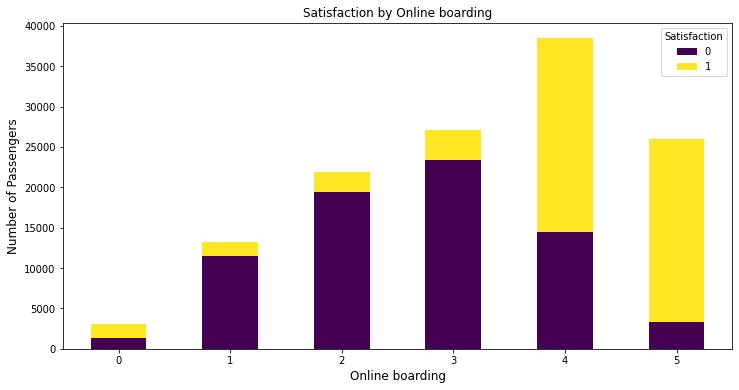 Satisfaction by Online boarding
Number of Passengers
40000
35000
30000
25000
20000
15000
10000
5000
0
Satisfaction
0
1
0 1 2 3 4 5
Online boarding